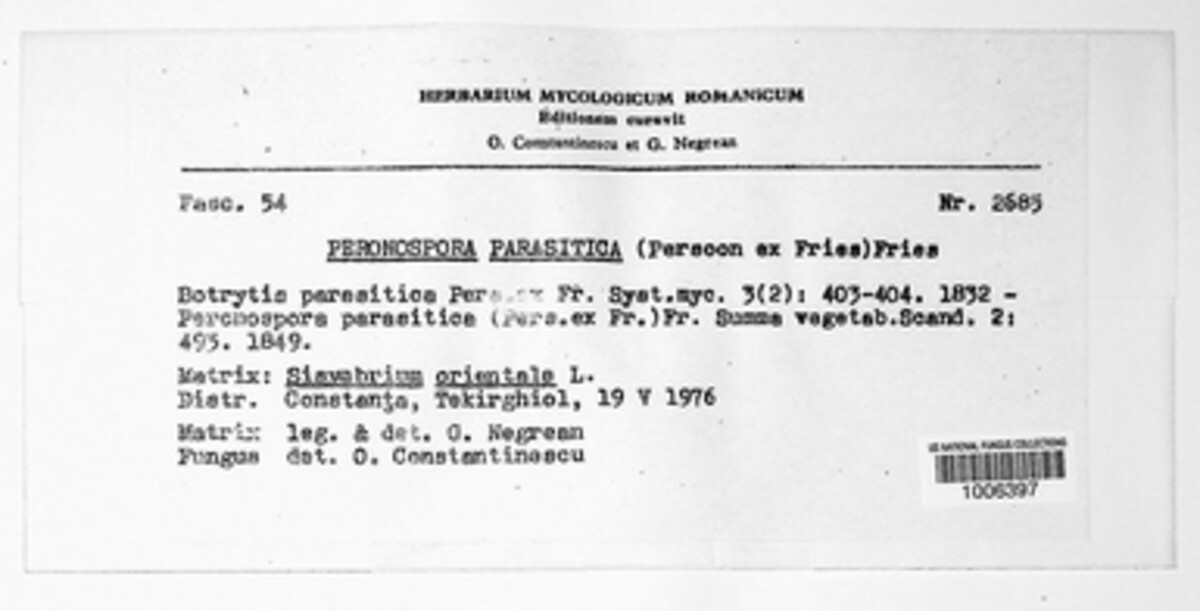 HERBARIUM MYCOLOGICUM ROMANICUM
Editionem curavit
O. Constantinescu et G. Negrean
Fasc. 54
Nr. 2685
PERONOSPORA PARASITICA (Persoon ex Fries)Fries
Botrytis parasitica Pers.ex Fr. Syst.myc. 3(2): 403-404. 1832 -
Peronospora parasitica (Pers.ex Fr.)Fr. Summa vegetab.Scand. 2:
493. 1849.
Matrix: Sisymbrium orientale L.
Distr. Constanţa, Tekirghiol, 19 V 1976
Matrix leg. & det. G. Negrean
Fungus det. O. Constantinescu
US NATIONAL FUNGUS COLLECTIONS
1006397